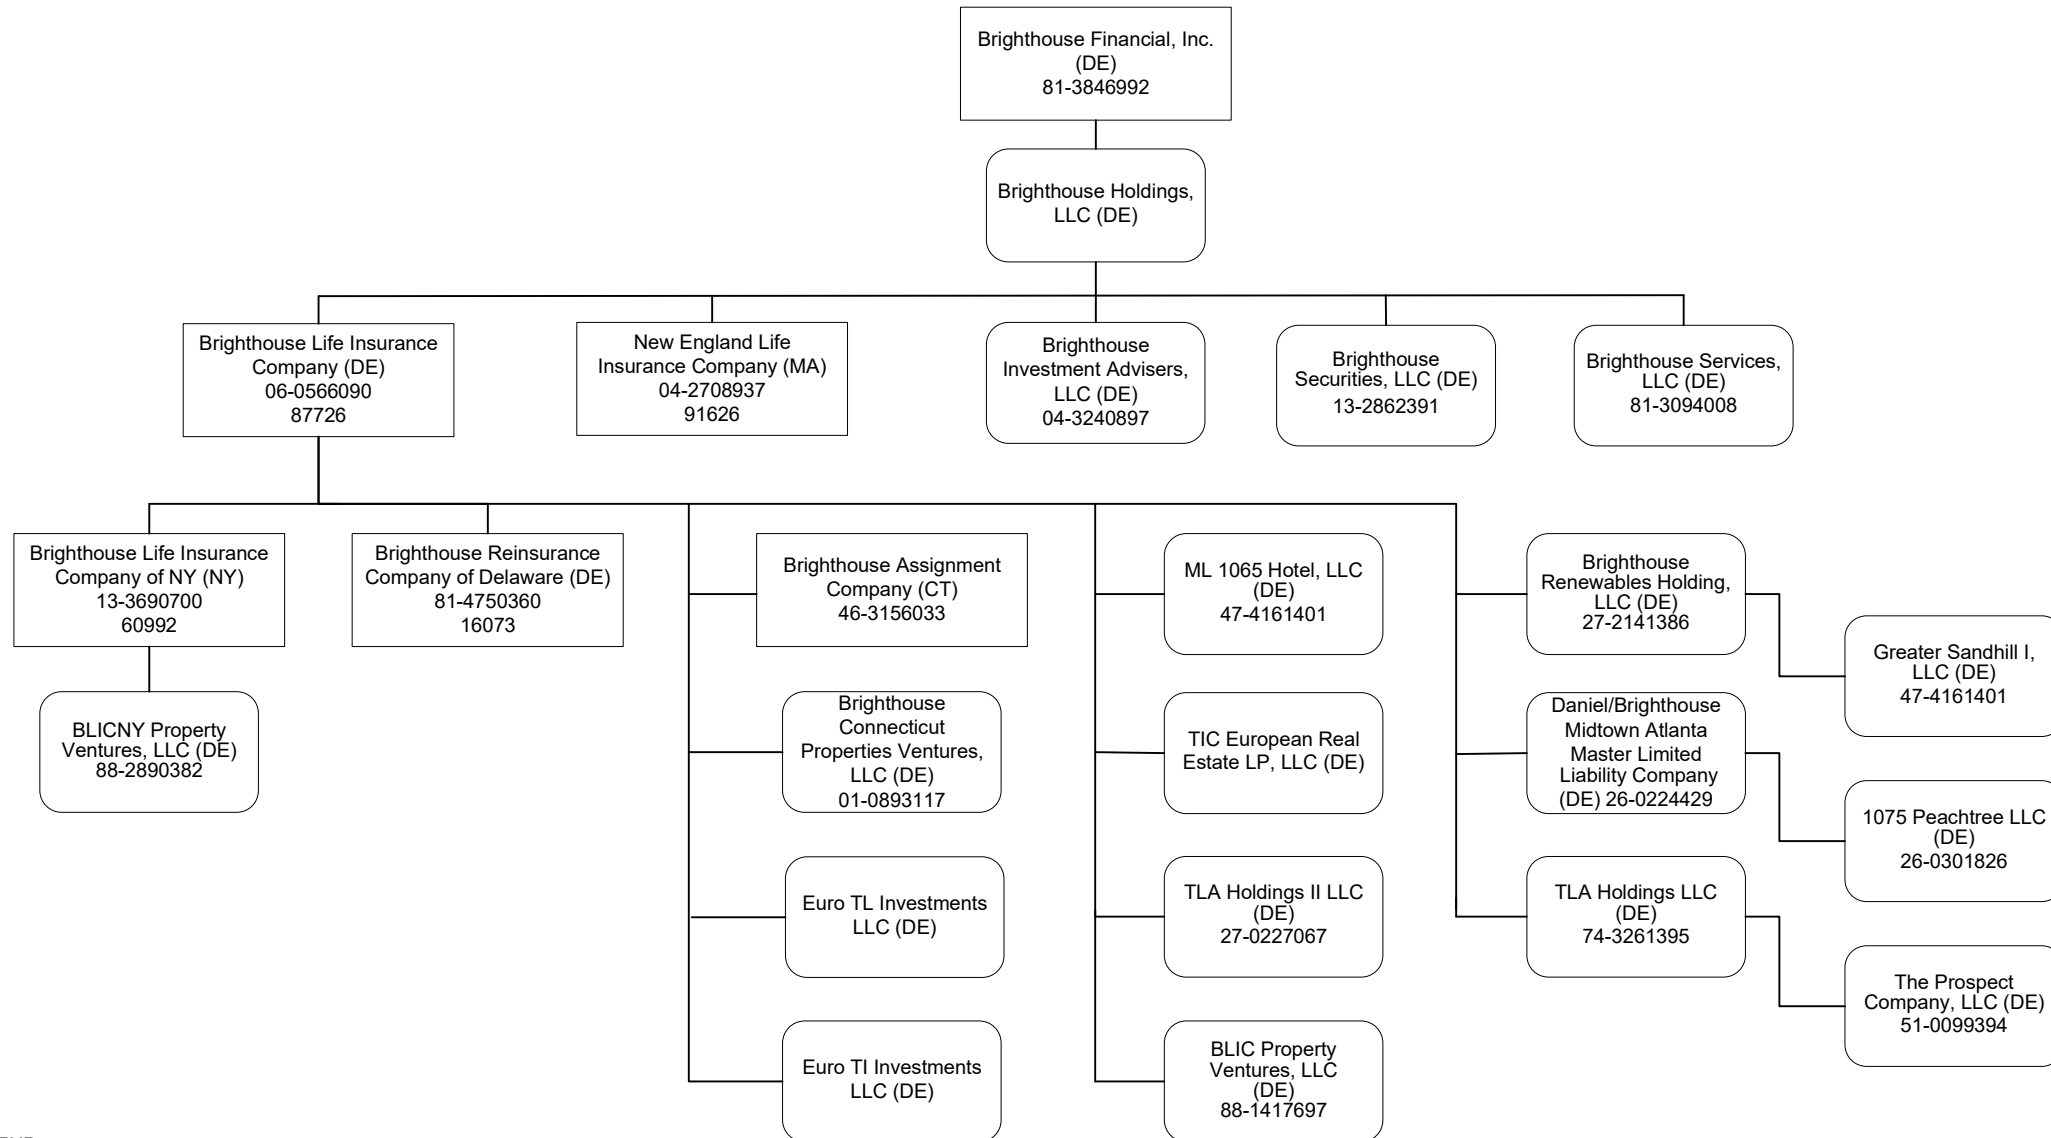 Brighthouse Financial, Inc.
(DE)
81-3846992
Brighthouse Holdings,
LLC (DE)
Brighthouse Life Insurance
Company (DE)
06-0566090
87726
New England Life
Insurance Company (MA)
04-2708937
91626
Brighthouse
Investment Advisers,
LLC (DE)
04-3240897
Brighthouse
Securities, LLC (DE)
13-2862391
Brighthouse Services,
LLC (DE)
81-3094008
Brighthouse Life Insurance
Company of NY (NY)
13-3690700
60992
Brighthouse Reinsurance
Company of Delaware (DE)
81-4750360
16073
Brighthouse Assignment
Company (CT)
46-3156033
ML 1065 Hotel, LLC
(DE)
47-4161401
Brighthouse
Renewables Holding,
LLC (DE)
27-2141386
Greater Sandhill I,
LLC (DE)
47-4161401
BLICNY Property
Ventures, LLC (DE)
88-2890382
Brighthouse
Connecticut
Properties Ventures,
LLC (DE)
01-0893117
TIC European Real
Estate LP, LLC (DE)
Daniel/Brighthouse
Midtown Atlanta
Master Limited
Liability Company
(DE) 26-0224429
1075 Peachtree LLC
(DE)
26-0301826
Euro TL Investments
LLC (DE)
TLA Holdings II LLC
(DE)
27-0227067
TLA Holdings LLC
(DE)
74-3261395
The Prospect
Company, LLC (DE)
51-0099394
Euro TI Investments
LLC (DE)
BLIC Property
Ventures, LLC
(DE)
88-1417697